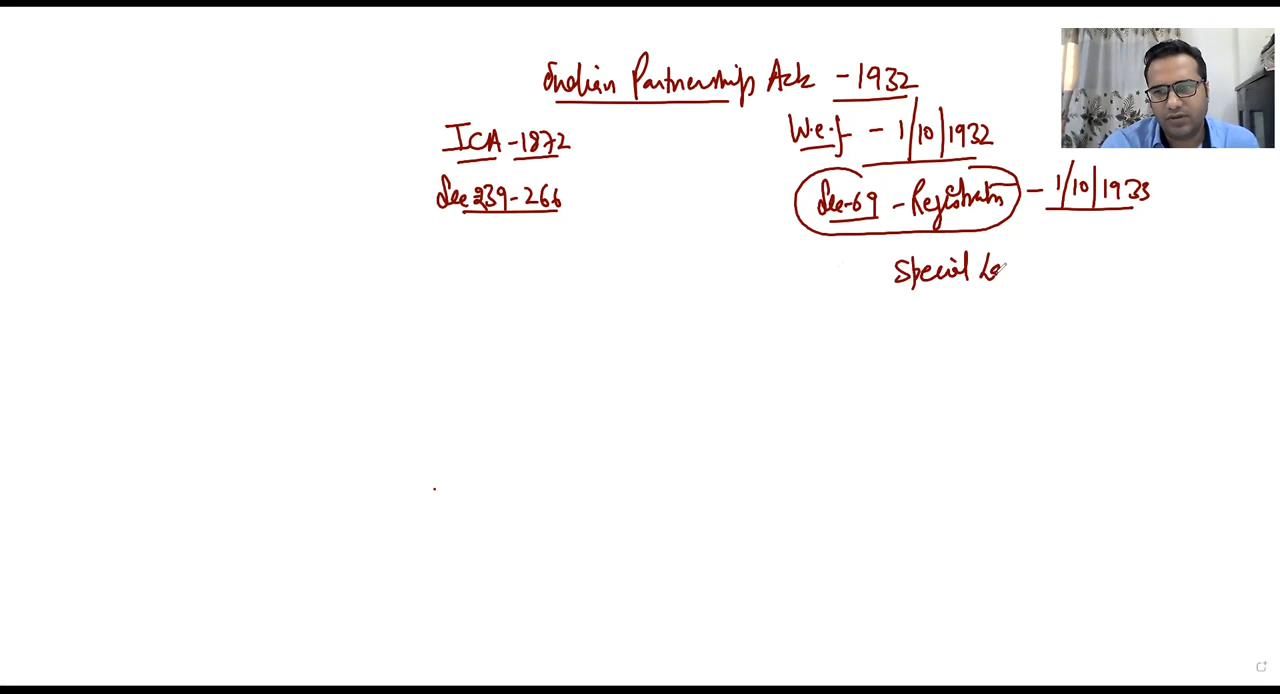 Indian Partnership Act - 1932
ICA - 1872
W.e.f - 1/10/1932
Sec 239-266
Sec-69 - Registration - 1/10/1933
Special La